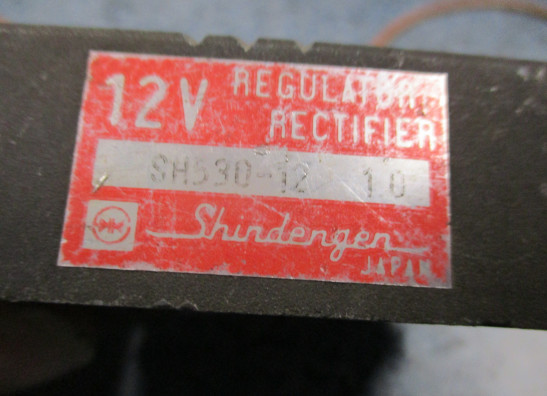 12V REGULATOR
RECTIFIER
SH530-12 10
Shindengen
JAPAN